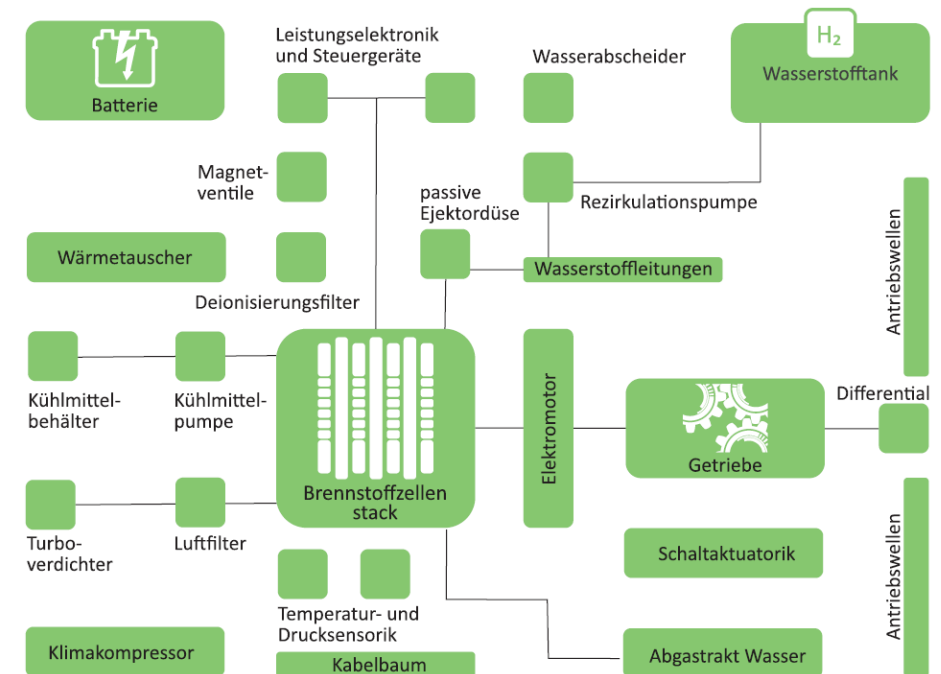 Leistungselektronik
und Steuergeräte
Batterie
Wasserabscheider
H₂
Wasserstofftank
Magnet-
ventile
passive
Ejektordüse
Rezirkulationspumpe
Wärmetauscher
Deionisierungsfilter
Wasserstoffleitungen
Antriebswellen
Kühlmittel-
behälter
Kühlmittel-
pumpe
Brennstoffzellen
stack
Elektromotor
Getriebe
Differential
Turbo-
verdichter
Luftfilter
Temperatur- und
Drucksensorik
Schaltaktuatorik
Antriebswellen
Klimakompressor
Kabelbaum
Abgastrakt Wasser